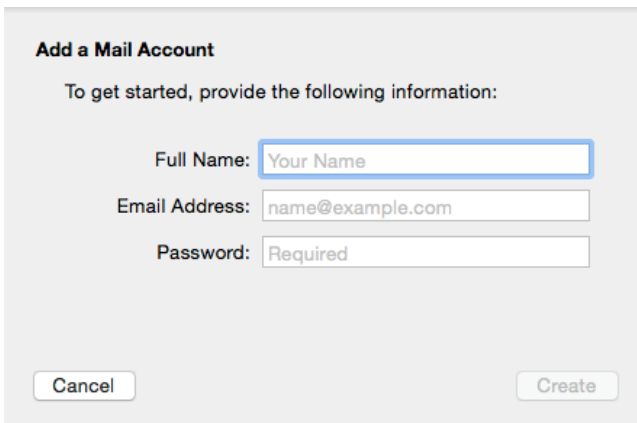 Add a Mail Account
To get started, provide the following information:
Full Name: Your Name
Email Address: name@example.com
Password: Required
Cancel Create